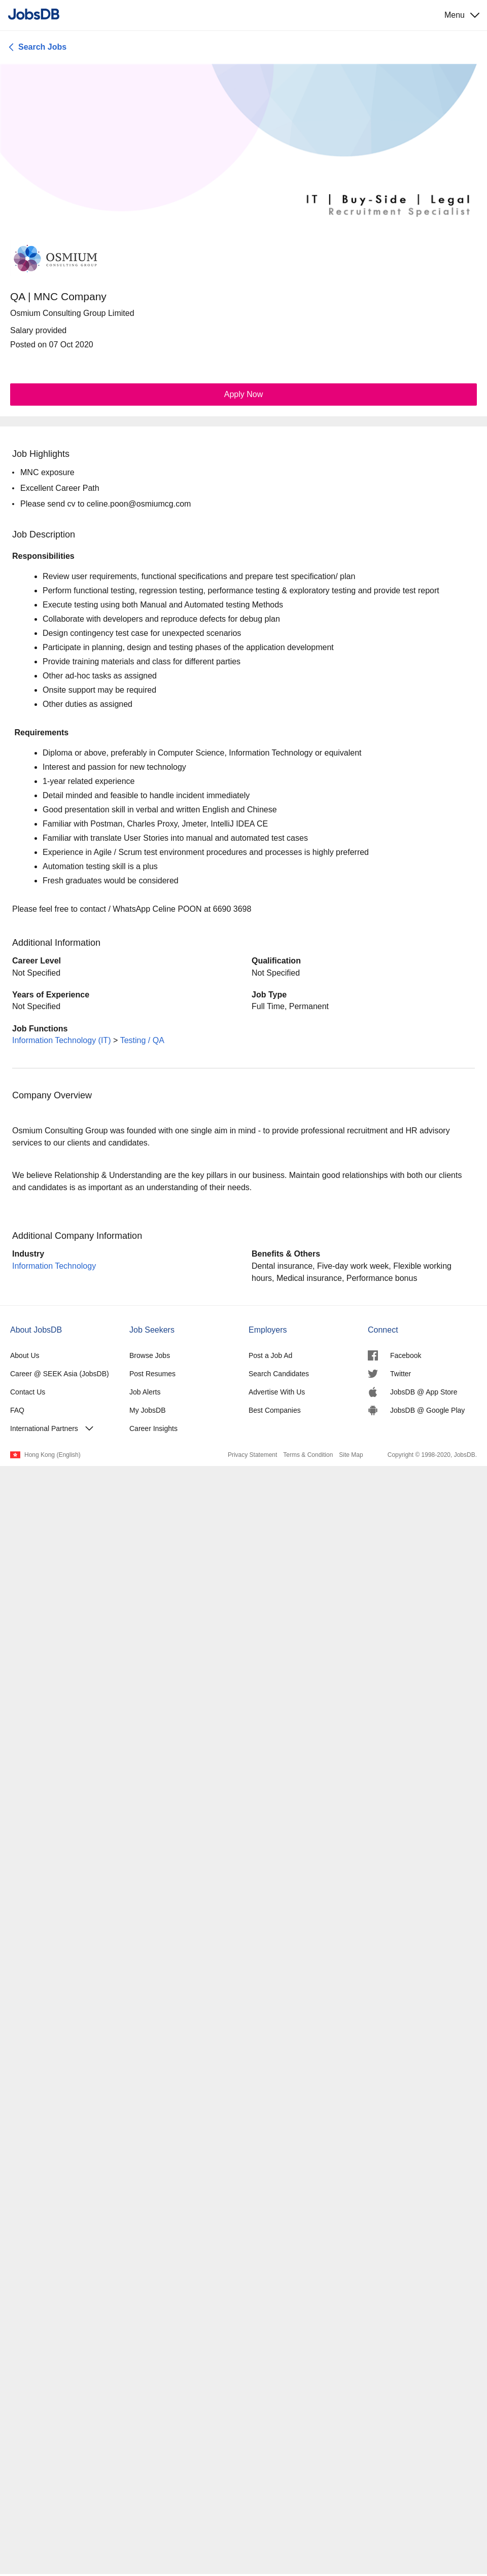 JobsDB
Menu
Search Jobs
IT | Buy-Side | Legal
Recruitment Specialist
OSMIUM
CONSULTING GROUP
QA | MNC Company
Osmium Consulting Group Limited
Salary provided
Posted on 07 Oct 2020
Apply Now
Job Highlights
• MNC exposure
• Excellent Career Path
• Please send cv to celine.poon@osmiumcg.com
Job Description
Responsibilities
• Review user requirements, functional specifications and prepare test specification/ plan
• Perform functional testing, regression testing, performance testing & exploratory testing and provide test report
• Execute testing using both Manual and Automated testing Methods
• Collaborate with developers and reproduce defects for debug plan
• Design contingency test case for unexpected scenarios
• Participate in planning, design and testing phases of the application development
• Provide training materials and class for different parties
• Other ad-hoc tasks as assigned
• Onsite support may be required
• Other duties as assigned
Requirements
• Diploma or above, preferably in Computer Science, Information Technology or equivalent
• Interest and passion for new technology
• 1-year related experience
• Detail minded and feasible to handle incident immediately
• Good presentation skill in verbal and written English and Chinese
• Familiar with Postman, Charles Proxy, Jmeter, IntelliJ IDEA CE
• Familiar with translate User Stories into manual and automated test cases
• Experience in Agile / Scrum test environment procedures and processes is highly preferred
• Automation testing skill is a plus
• Fresh graduates would be considered
Please feel free to contact / WhatsApp Celine POON at 6690 3698
Additional Information
Career Level
Not Specified
Qualification
Not Specified
Years of Experience
Not Specified
Job Type
Full Time, Permanent
Job Functions
Information Technology (IT) > Testing / QA
Company Overview
Osmium Consulting Group was founded with one single aim in mind - to provide professional recruitment and HR advisory
services to our clients and candidates.
We believe Relationship & Understanding are the key pillars in our business. Maintain good relationships with both our clients
and candidates is as important as an understanding of their needs.
Additional Company Information
Industry
Information Technology
Benefits & Others
Dental insurance, Five-day work week, Flexible working
hours, Medical insurance, Performance bonus
About JobsDB
About Us
Career @ SEEK Asia (JobsDB)
Contact Us
FAQ
International Partners
Job Seekers
Browse Jobs
Post Resumes
Job Alerts
My JobsDB
Career Insights
Employers
Post a Job Ad
Search Candidates
Advertise With Us
Best Companies
Connect
Facebook
Twitter
JobsDB @ App Store
JobsDB @ Google Play
Hong Kong (English)
Privacy Statement Terms & Condition Site Map
Copyright © 1998-2020, JobsDB.